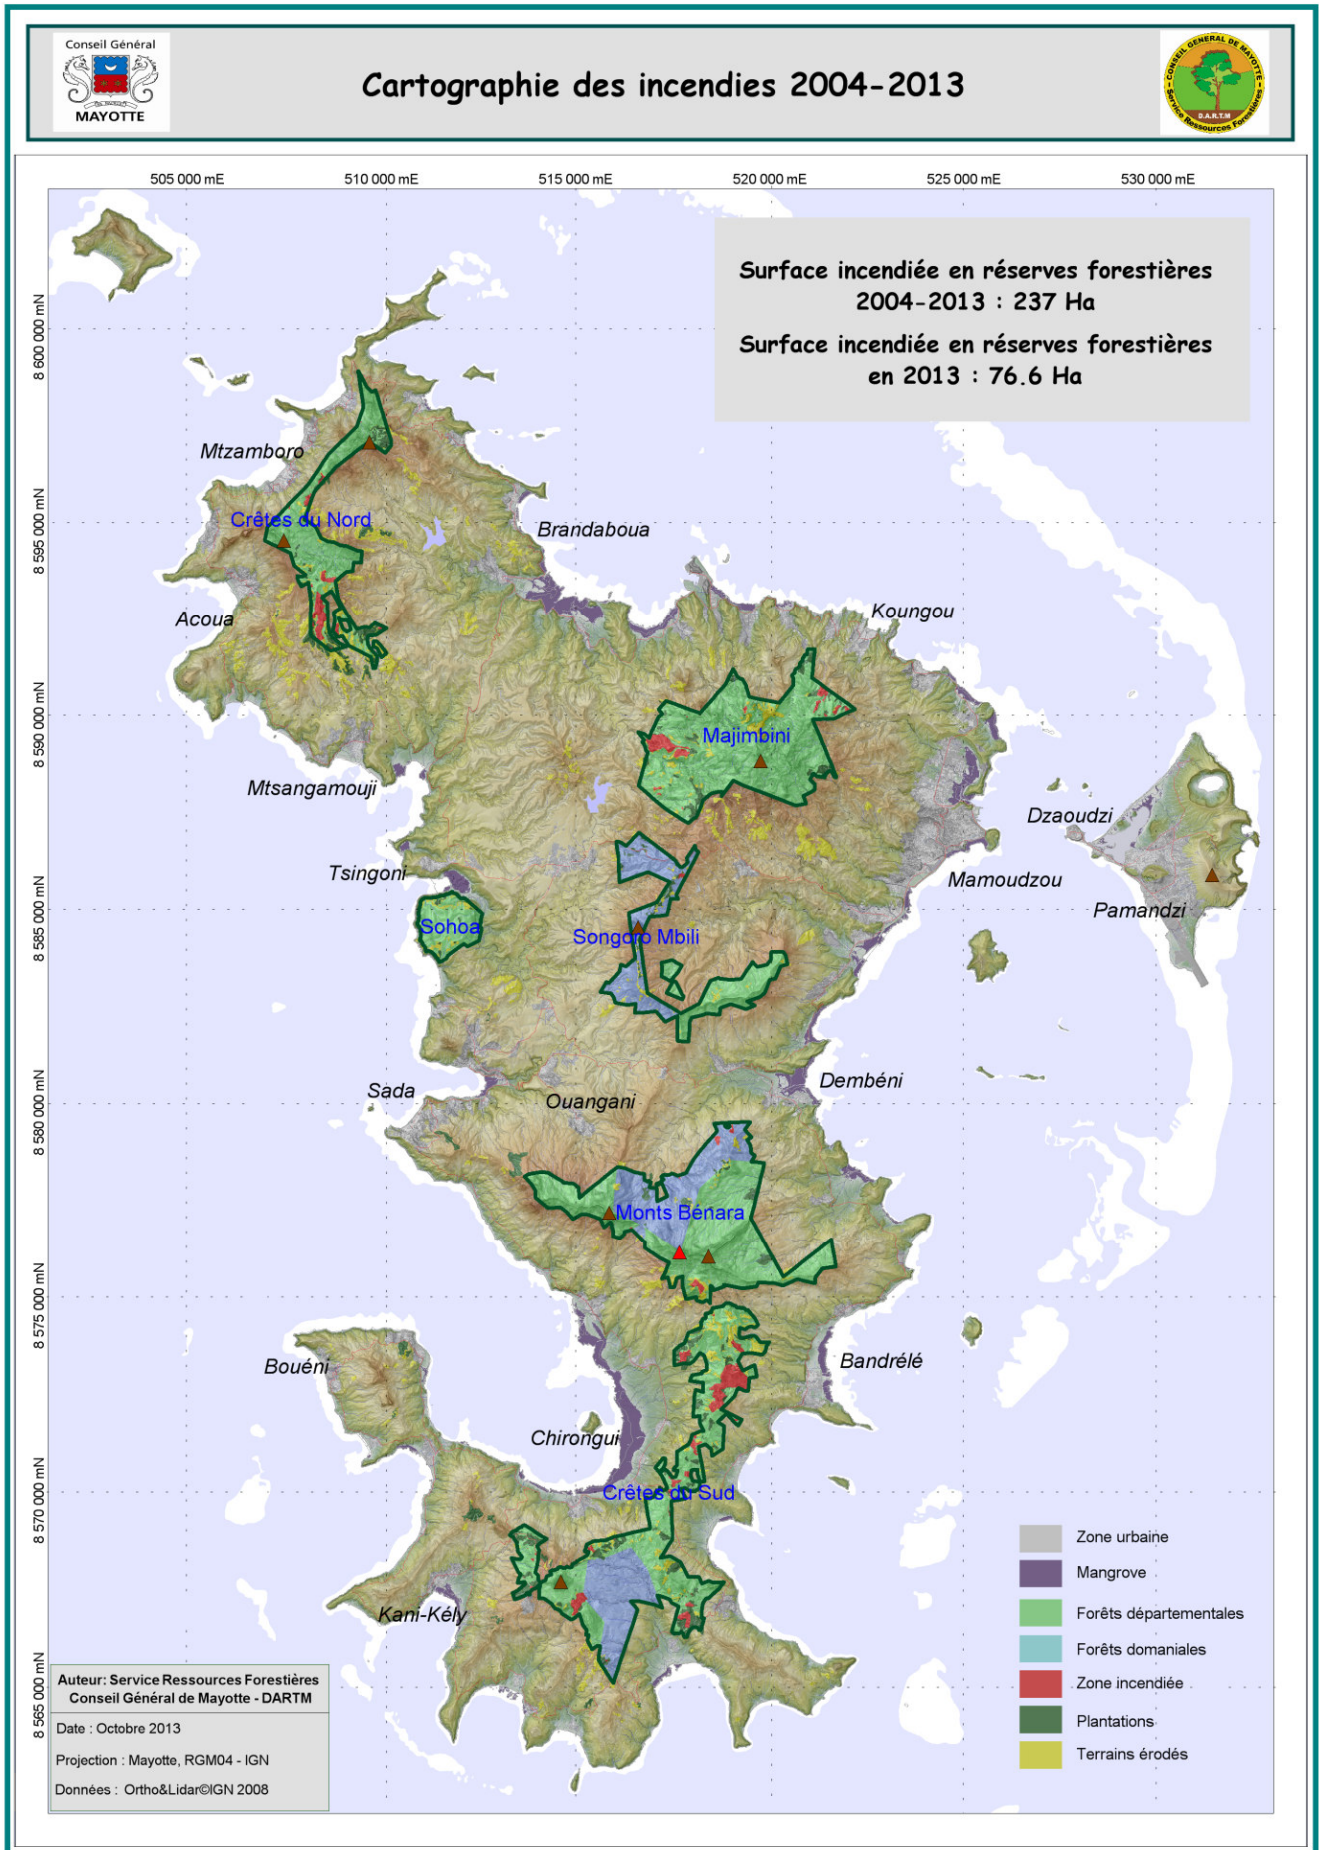 Conseil Général
MAYOTTE
Cartographie des incendies 2004-2013
CONSEIL GENERAL DE MAYOTTE
D.A.R.T.M
Service Ressources Forestières
505 000 mE
510 000 mE
515 000 mE
520 000 mE
525 000 mE
530 000 mE
Surface incendiée en réserves forestières
2004-2013 : 237 Ha
Surface incendiée en réserves forestières
en 2013 : 76.6 Ha
8 600 000 mN
8 595 000 mN
8 590 000 mN
8 585 000 mN
8 580 000 mN
8 575 000 mN
8 570 000 mN
8 565 000 mN
Mtzamboro
Crêtes du Nord
Brandaboua
Acoua
Koungou
Majimbini
Mtsangamouji
Dzaoudzi
Tsingoni
Mamoudzou
Pamandzi
Sohoa
Songoro Mbili
Dembéni
Sada
Ouangani
Monts Bénara
Bouéni
Bandrélé
Chirongui
Crêtes du Sud
Kani-Kély
Zone urbaine
Mangrove
Forêts départementales
Forêts domaniales
Zone incendiée
Plantations
Terrains érodés
Auteur: Service Ressources Forestières
Conseil Général de Mayotte - DARTM
Date : Octobre 2013
Projection : Mayotte, RGM04 - IGN
Données : Ortho&Lidar©IGN 2008